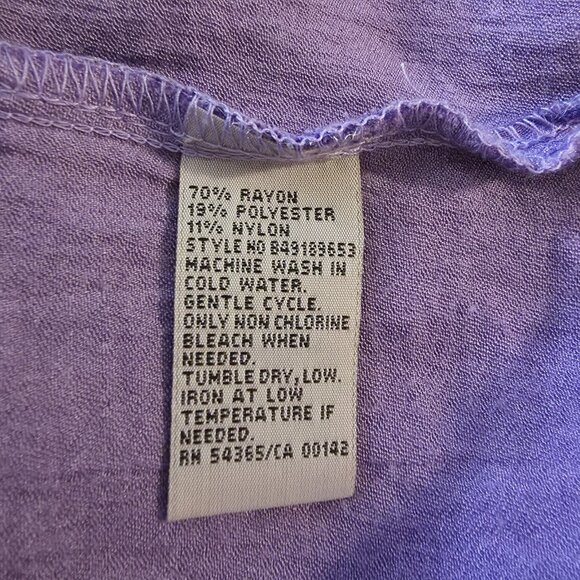 70% RAYON
19% POLYESTER
11% NYLON
STYLE NO B49189653
MACHINE WASH IN
COLD WATER.
GENTLE CYCLE.
ONLY NON CHLORINE
BLEACH WHEN
NEEDED.
TUMBLE DRY, LOW.
IRON AT LOW
TEMPERATURE IF
NEEDED.
RN 54365/CA 00142